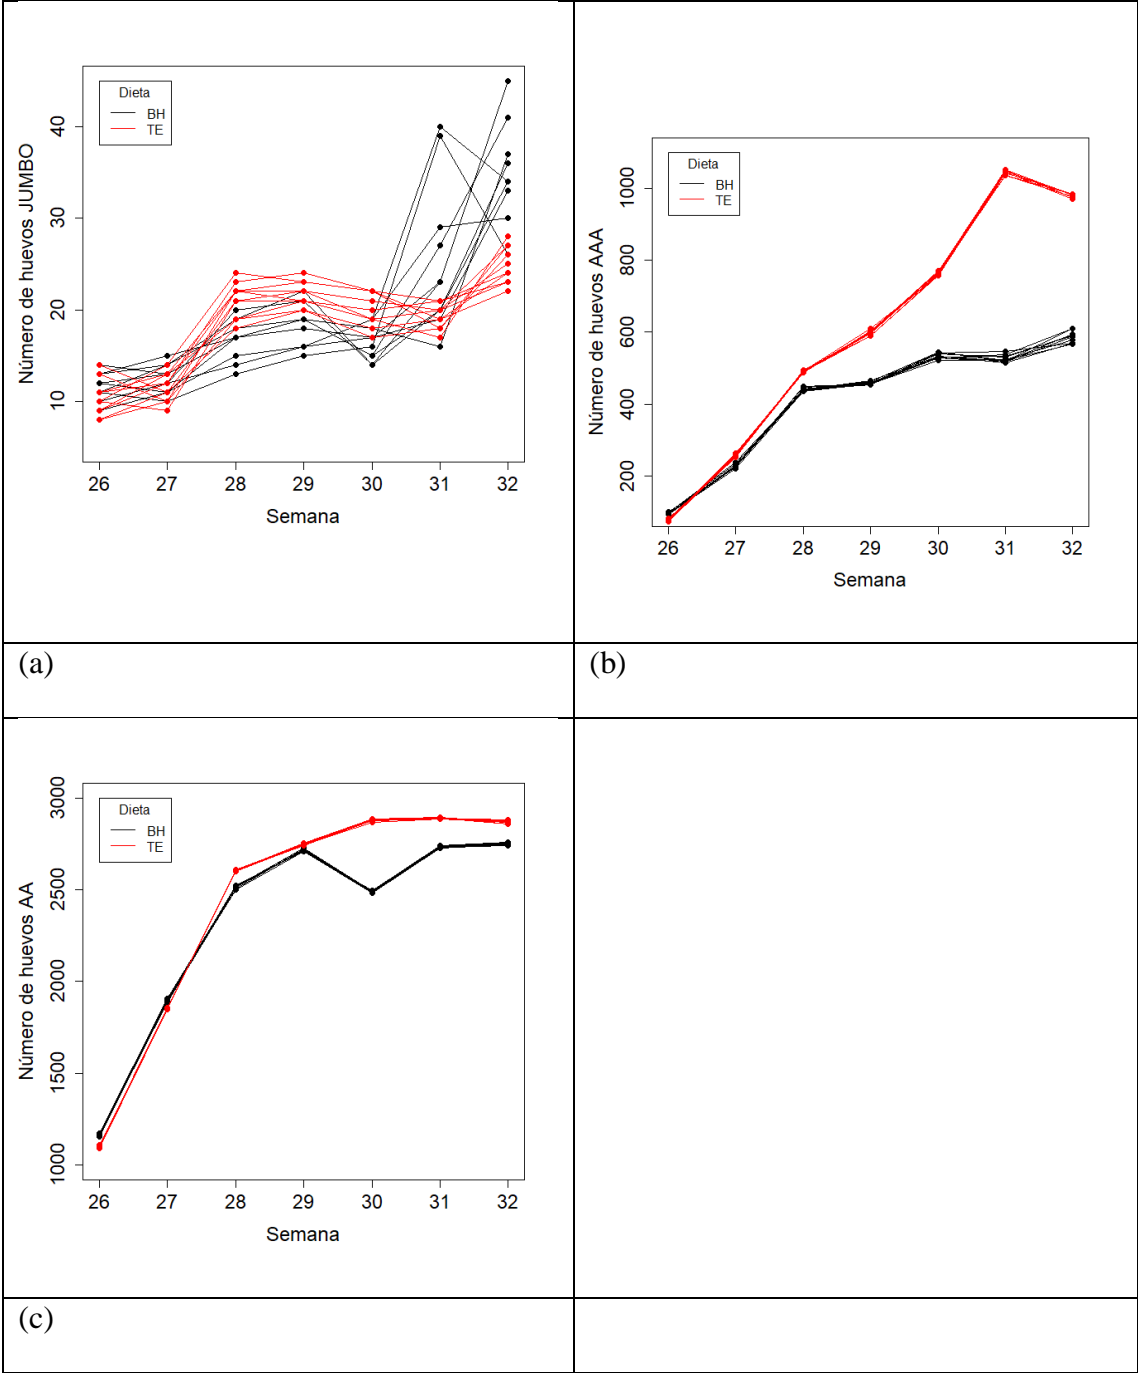 Dieta
BH
TE
Número de huevos JUMBO
40
30
20
10
26 27 28 29 30 31 32
Semana
Dieta
BH
TE
Número de huevos AAA
1000
800
600
400
200
26 27 28 29 30 31 32
Semana
(a)
(b)
Dieta
BH
TE
Número de huevos AA
3000
2500
2000
1500
1000
26 27 28 29 30 31 32
Semana
(c)